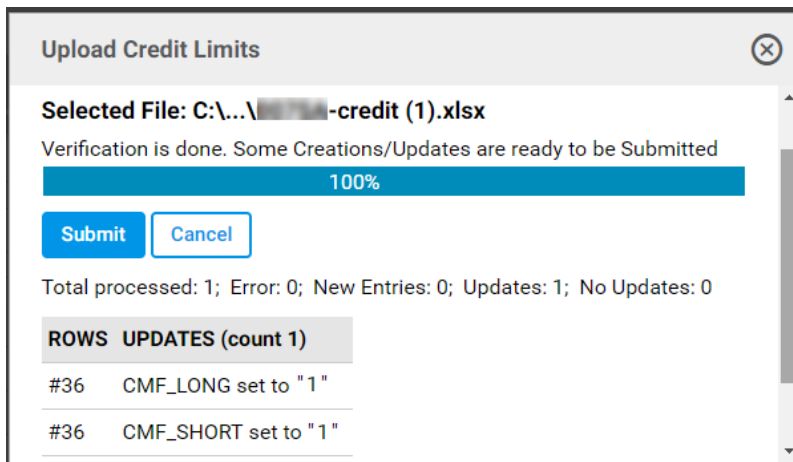 Upload Credit Limits
Selected File: C:\...\ -credit (1).xlsx
Verification is done. Some Creations/Updates are ready to be Submitted
100%
Submit Cancel
Total processed: 1; Error: 0; New Entries: 0; Updates: 1; No Updates: 0
ROWS UPDATES (count 1)
#36 CMF_LONG set to "1"
#36 CMF_SHORT set to "1"